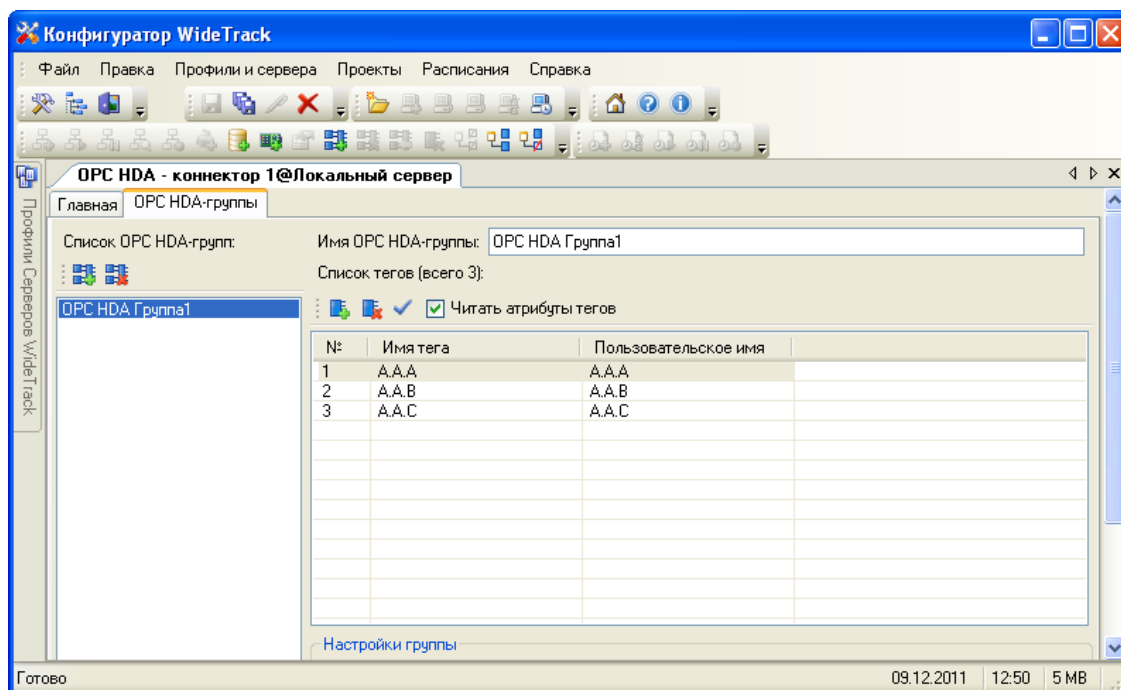 Конфигуратор WideTrack
Файл Правка Профили и сервера Проекты Расписания Справка
OPC HDA - коннектор 1@Локальный сервер
Профили Серверов WideTrack
Главная OPC HDA-группы
Список OPC HDA-групп: Имя OPC HDA-группы: OPC HDA Группа1
Список тегов (всего 3):
OPC HDA Группа1 Читать атрибуты тегов
№ Имя тега Пользовательское имя
1 A.A.A A.A.A
2 A.A.B A.A.B
3 A.A.C A.A.C
Настройки группы
Готово 09.12.2011 12:50 5 MB